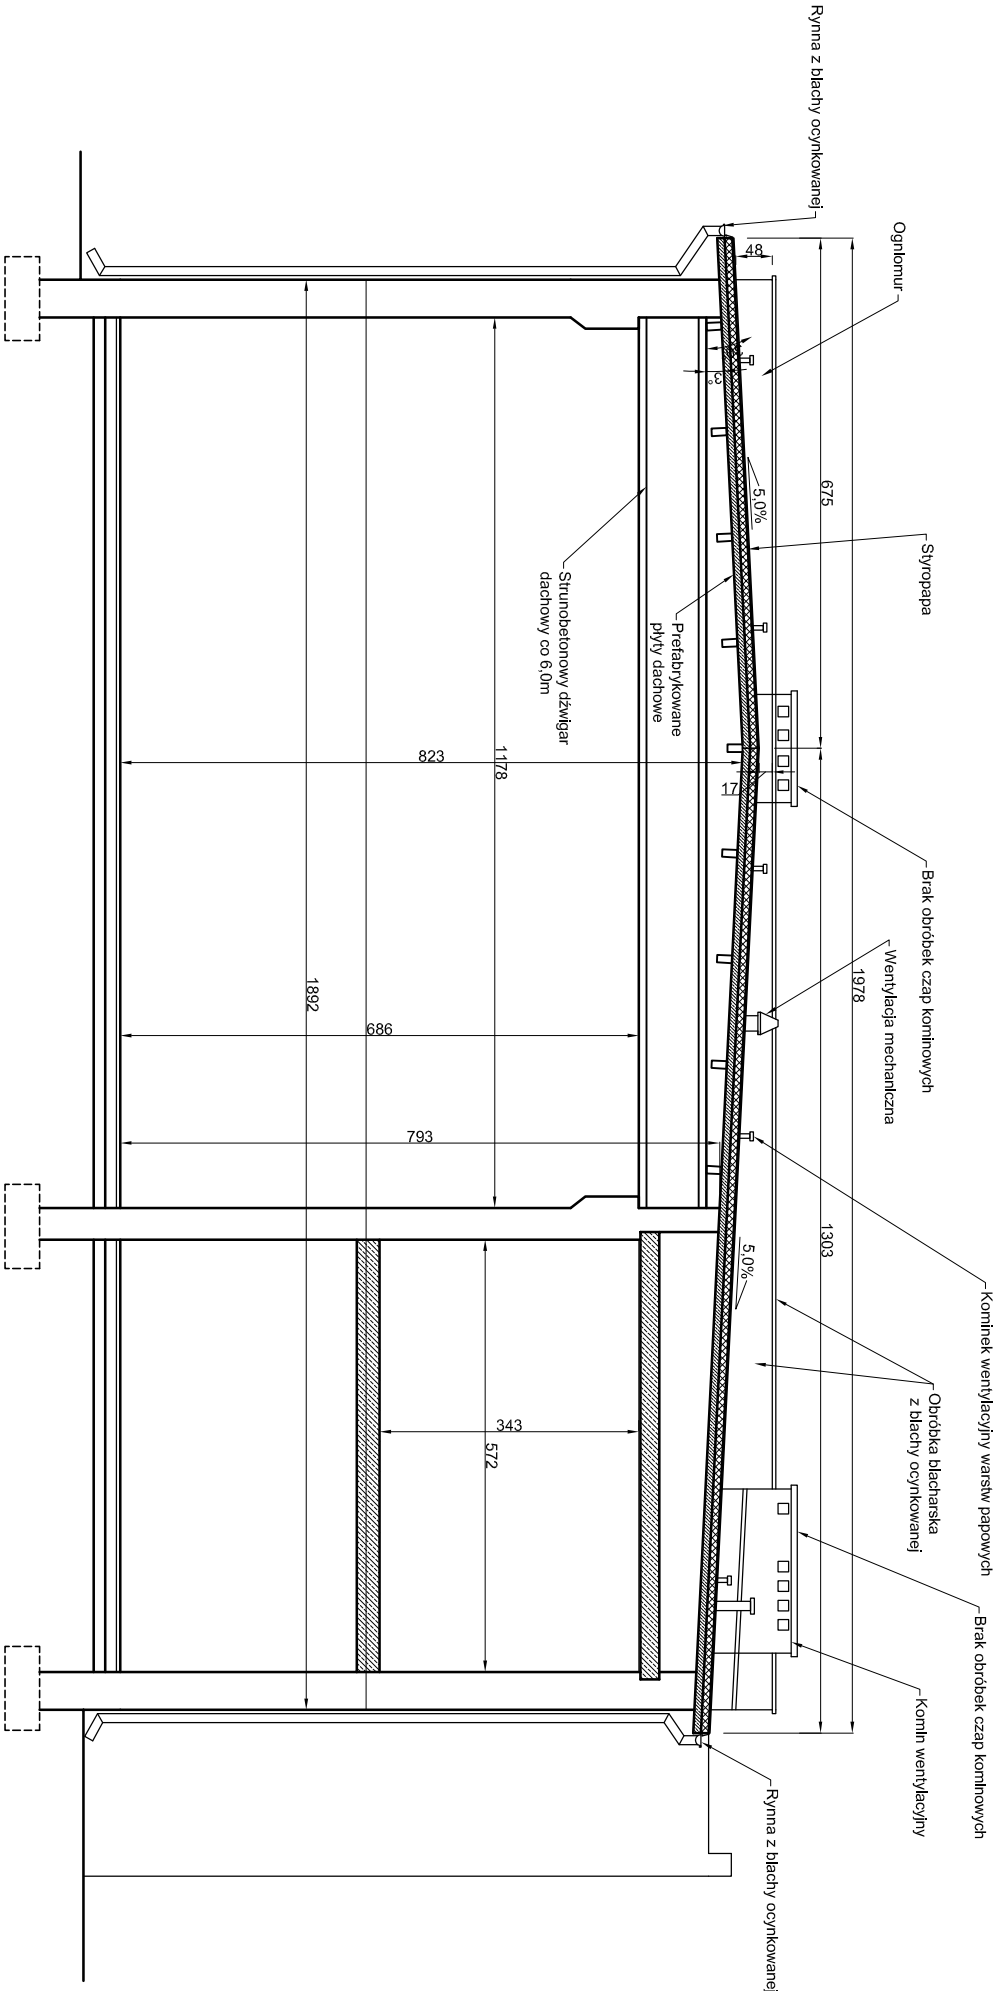 Rynna z blachy ocynkowanej
Ogniomur
Styropapa
Brak obróbek czap kominowych
Wentylacja mechaniczna
Kominek wentylacyjny warstw papowych
Obróbka blacharska
z blachy ocynkowanej
Brak obróbek czap kominowych
Komin wentylacyjny
Rynna z blachy ocynkowanej
1978
675
1303
48
5,0%
5,0%
3°
17
Prefabrykowane
płyty dachowe
Strunobetonowy dźwigar
dachowy co 6,0m
823
1178
686
793
1892
343
572